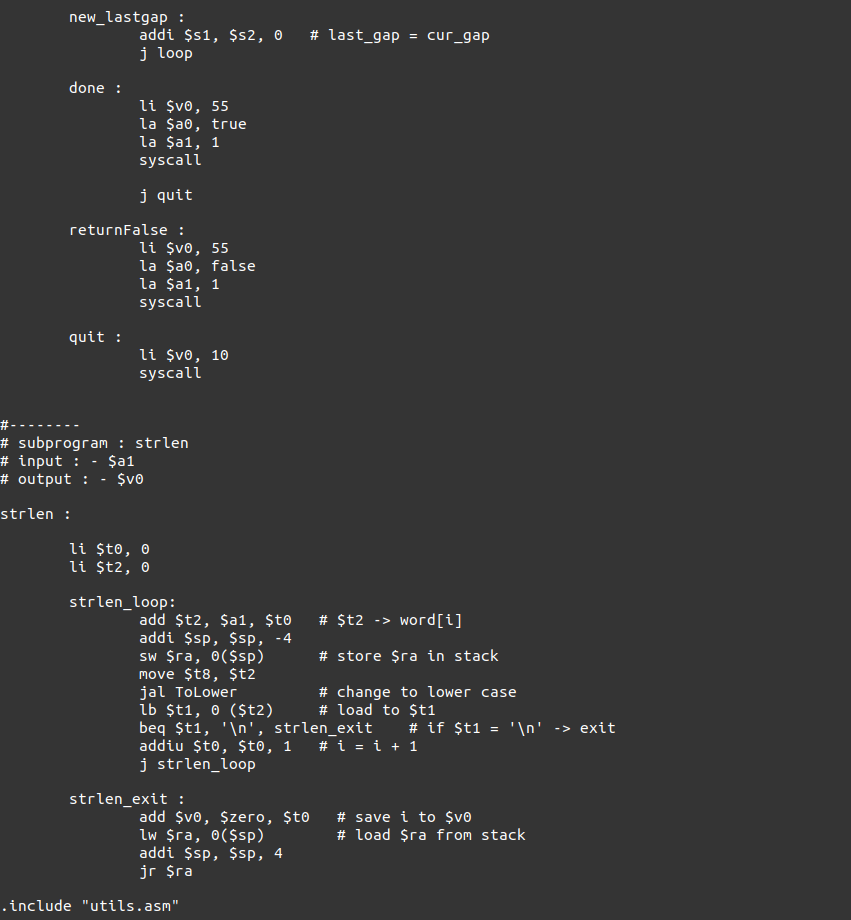 new_lastgap :
addi $s1, $s2, 0   # last_gap = cur_gap
j loop
done :
li $v0, 55
la $a0, true
la $a1, 1
syscall
j quit
returnFalse :
li $v0, 55
la $a0, false
la $a1, 1
syscall
quit :
li $v0, 10
syscall
#--------
# subprogram : strlen
# input : - $a1
# output : - $v0
strlen :
li $t0, 0
li $t2, 0
strlen_loop:
add $t2, $a1, $t0   # $t2 -> word[i]
addi $sp, $sp, -4
sw $ra, 0($sp)      # store $ra in stack
move $t8, $t2
jal ToLower         # change to lower case
lb $t1, 0 ($t2)     # load to $t1
beq $t1, '\n', strlen_exit    # if $t1 = '\n' -> exit
addiu $t0, $t0, 1   # i = i + 1
j strlen_loop
strlen_exit :
add $v0, $zero, $t0   # save i to $v0
lw $ra, 0($sp)        # load $ra from stack
addi $sp, $sp, 4
jr $ra
.include "utils.asm"